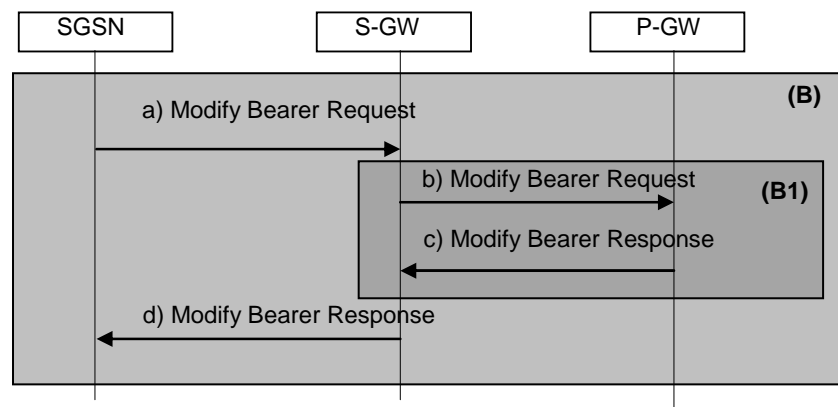 SGSN
S-GW
P-GW
(B)
a) Modify Bearer Request
b) Modify Bearer Request
(B1)
c) Modify Bearer Response
d) Modify Bearer Response